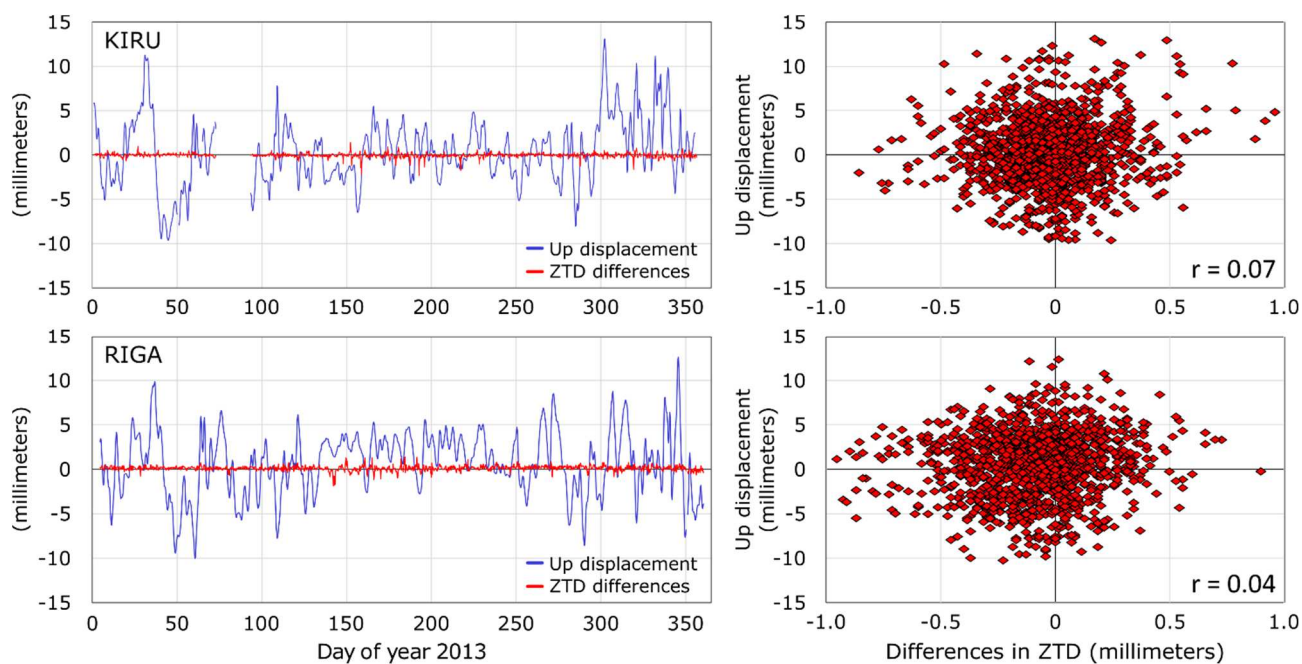 15
10
5
0
-5
-10
-15
(millimeters)
KIRU
Up displacement
ZTD differences
0 50 100 150 200 250 300 350
15
10
5
0
-5
-10
-15
Up displacement
(millimeters)
r = 0.07
-1.0 -0.5 0 0.5 1.0
15
10
5
0
-5
-10
-15
(millimeters)
RIGA
Up displacement
ZTD differences
0 50 100 150 200 250 300 350
Day of year 2013
15
10
5
0
-5
-10
-15
Up displacement
(millimeters)
r = 0.04
-1.0 -0.5 0 0.5 1.0
Differences in ZTD (millimeters)